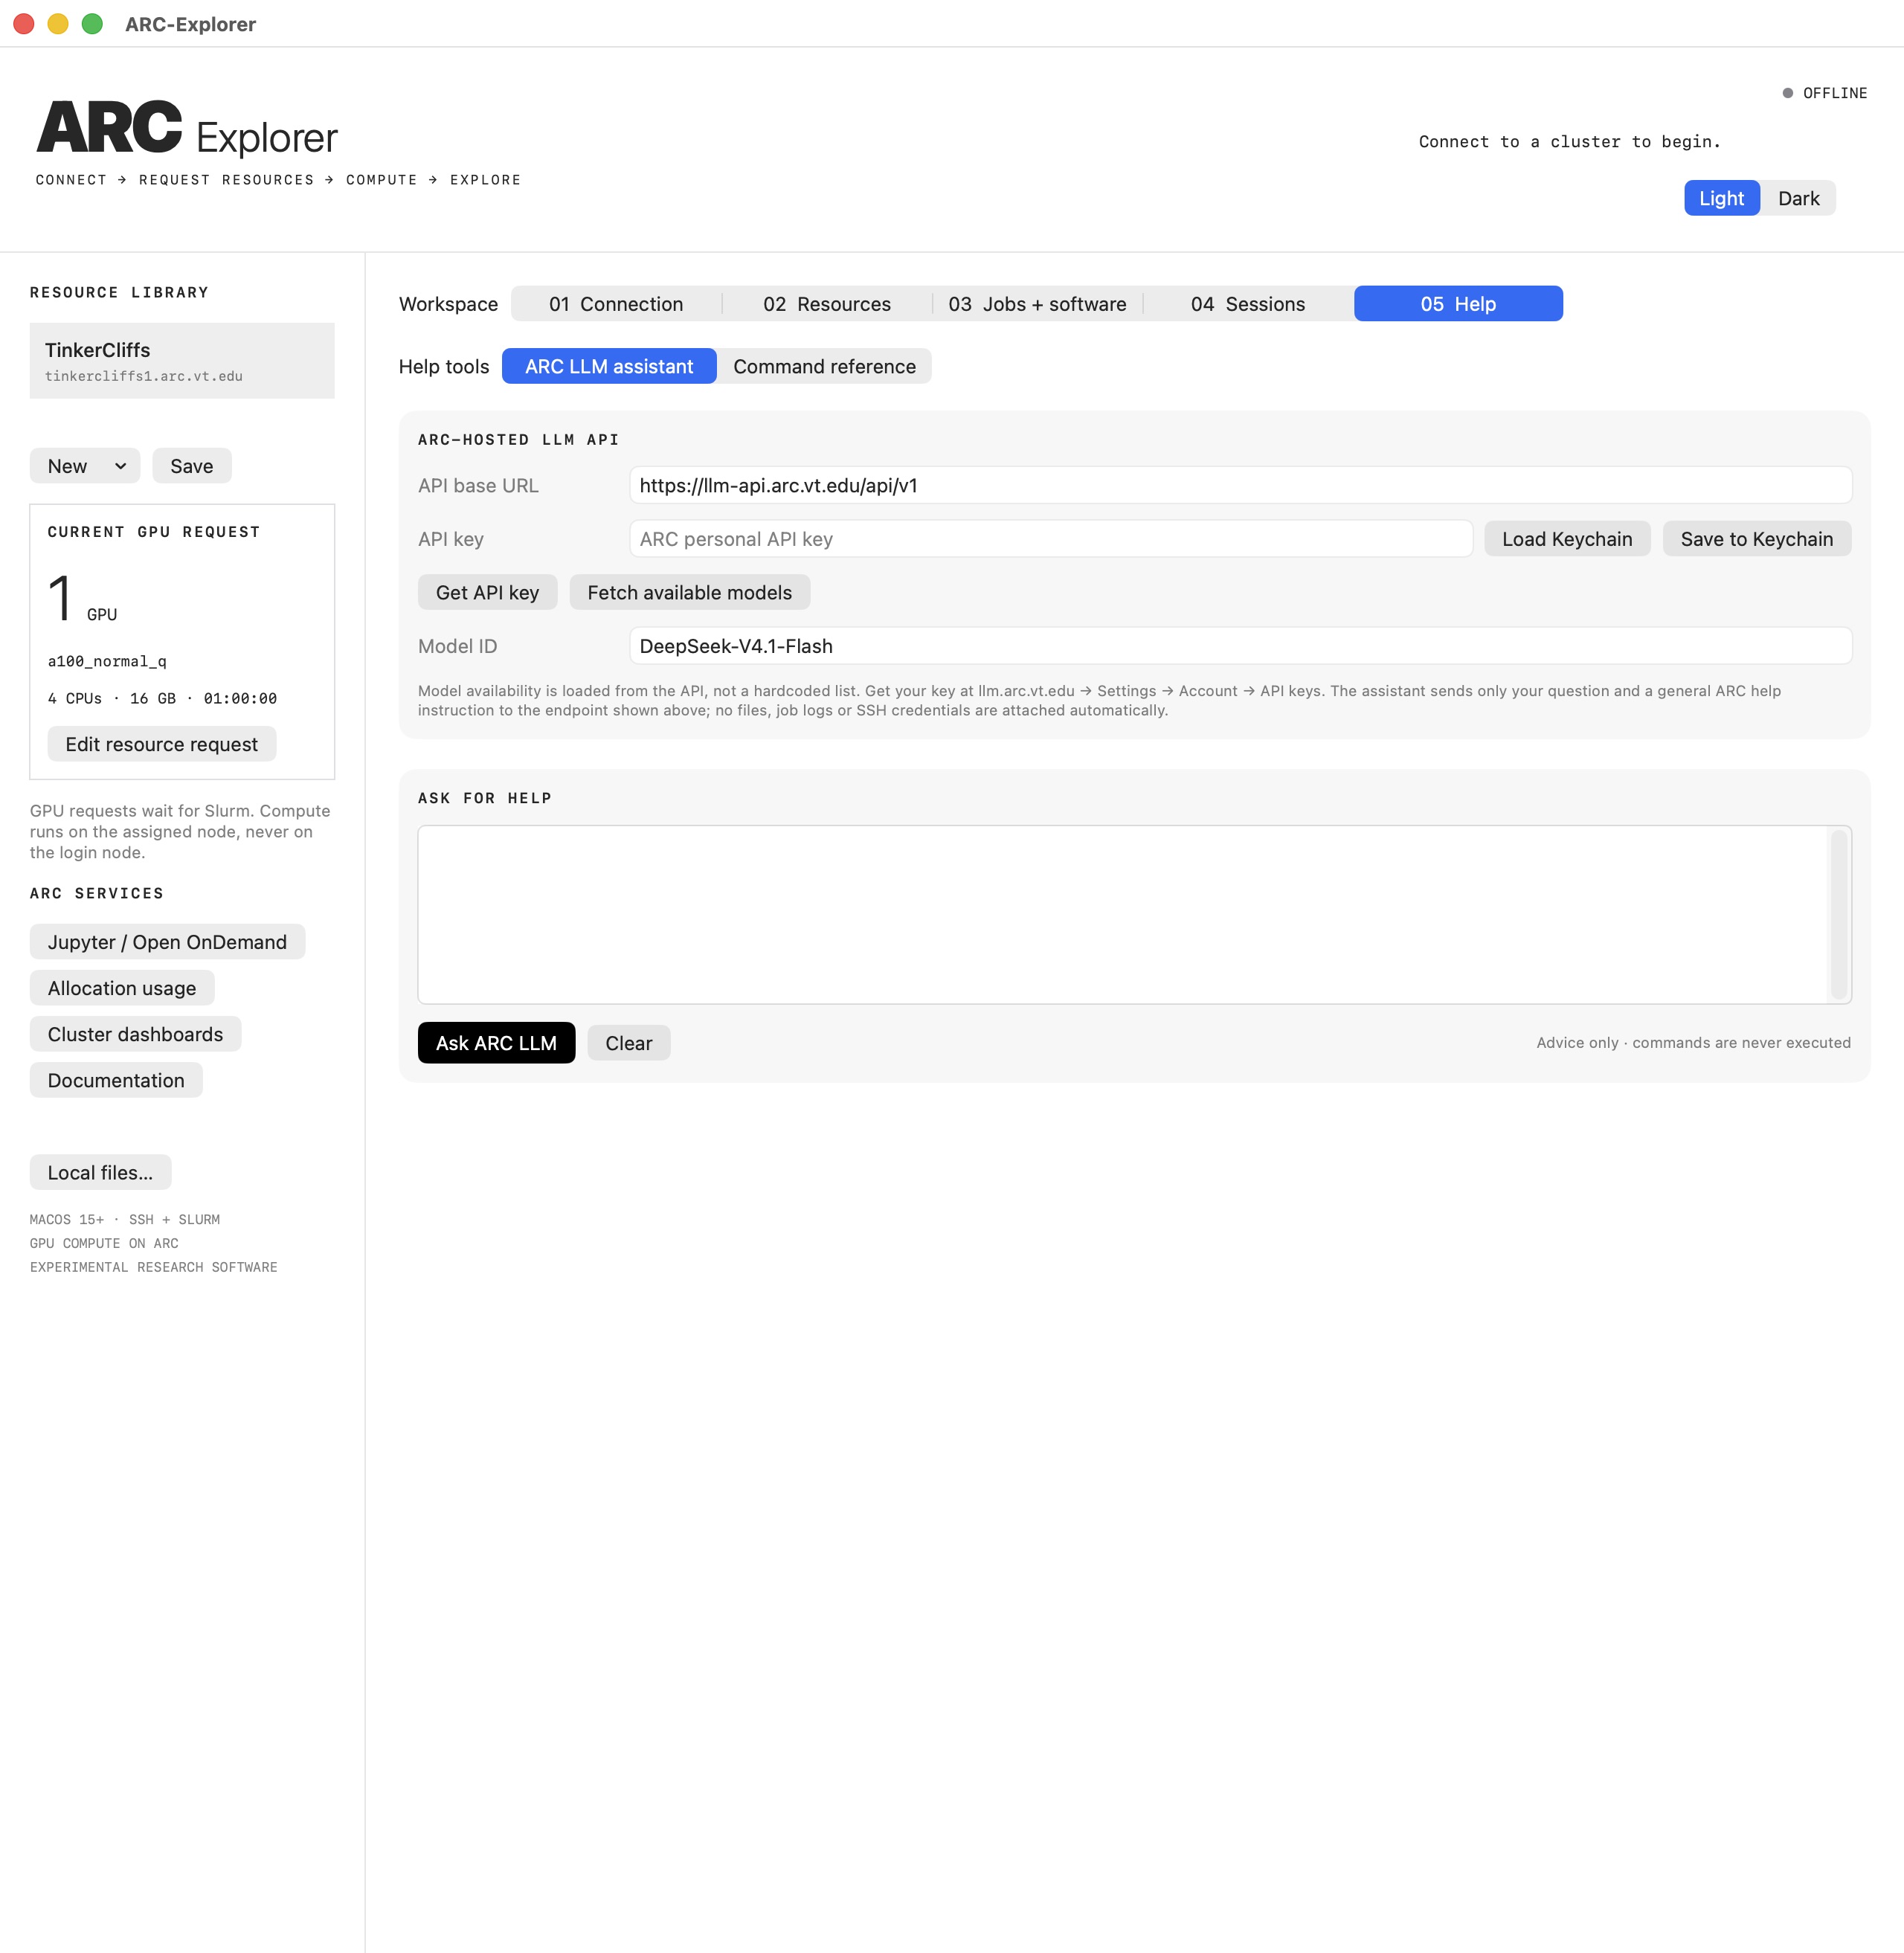 ARC-Explorer
ARC Explorer
CONNECT → REQUEST RESOURCES → COMPUTE → EXPLORE
OFFLINE
Connect to a cluster to begin.
Light Dark
RESOURCE LIBRARY
TinkerCliffs
tinkercliffs1.arc.vt.edu
New Save
CURRENT GPU REQUEST
1 GPU
a100_normal_q
4 CPUs · 16 GB · 01:00:00
Edit resource request
GPU requests wait for Slurm. Compute
runs on the assigned node, never on
the login node.
ARC SERVICES
Jupyter / Open OnDemand
Allocation usage
Cluster dashboards
Documentation
Local files...
MACOS 15+ · SSH + SLURM
GPU COMPUTE ON ARC
EXPERIMENTAL RESEARCH SOFTWARE
Workspace 01 Connection 02 Resources 03 Jobs + software 04 Sessions 05 Help
Help tools ARC LLM assistant Command reference
ARC-HOSTED LLM API
API base URL https://llm-api.arc.vt.edu/api/v1
API key ARC personal API key Load Keychain Save to Keychain
Get API key Fetch available models
Model ID DeepSeek-V4.1-Flash
Model availability is loaded from the API, not a hardcoded list. Get your key at llm.arc.vt.edu → Settings → Account → API keys. The assistant sends only your question and a general ARC help
instruction to the endpoint shown above; no files, job logs or SSH credentials are attached automatically.
ASK FOR HELP
Ask ARC LLM Clear Advice only · commands are never executed